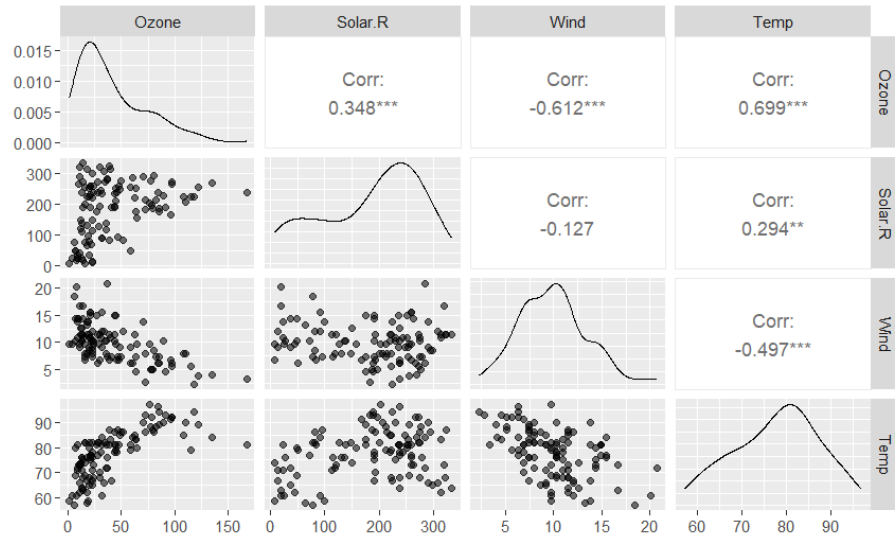 Ozone Solar.R Wind Temp
0.015
0.010
0.005
0.000
Corr:
0.348***
Corr:
-0.612***
Corr:
0.699***
Ozone
300
200
100
0
Corr:
-0.127
Corr:
0.294**
Solar.R
20
15
10
5
Corr:
-0.497***
Wind
90
80
70
60
Temp
0 50 100 150 0 100 200 300 5 10 15 20 60 70 80 90